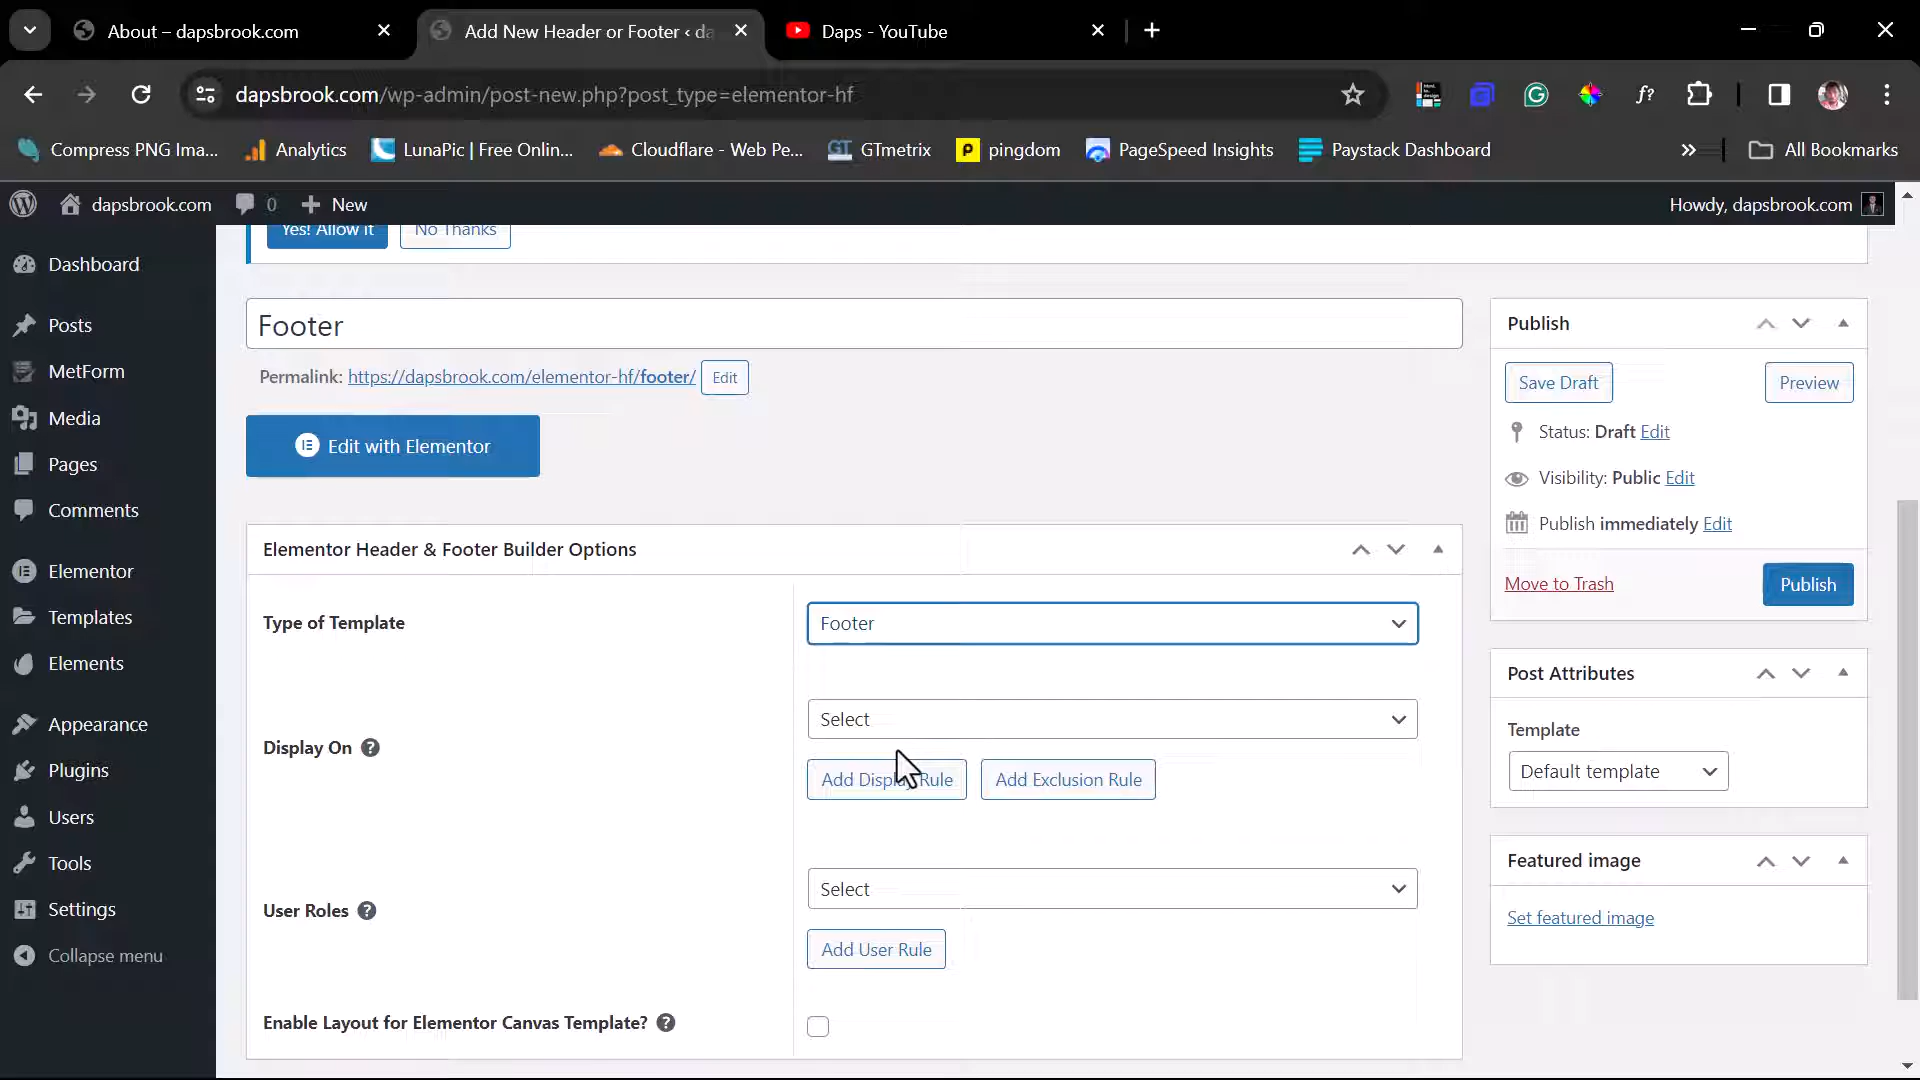 About – dapsbrook.com
Add New Header or Footer ‹ da
Daps - YouTube
dapsbrook.com/wp-admin/post-new.php?post_type=elementor-hf
f?
Compress PNG Ima...
Analytics
LunaPic | Free Onlin...
Cloudflare - Web Pe...
GT
GTmetrix
pingdom
PageSpeed Insights
Paystack Dashboard
»
All Bookmarks
dapsbrook.com
0
New
Howdy, dapsbrook.com
Yes! Allow it
No Thanks
Dashboard
Posts
MetForm
Media
Pages
Comments
Elementor
Templates
Elements
Appearance
Plugins
Users
Tools
Settings
Collapse menu
Footer
Permalink: https://dapsbrook.com/elementor-hf/footer/ Edit
Edit with Elementor
Elementor Header & Footer Builder Options
Type of Template
Footer
Display On ?
Select
Add Display Rule
Add Exclusion Rule
User Roles ?
Select
Add User Rule
Enable Layout for Elementor Canvas Template? ?
Publish
Save Draft
Preview
Status: Draft Edit
Visibility: Public Edit
Publish immediately Edit
Move to Trash
Publish
Post Attributes
Template
Default template
Featured image
Set featured image